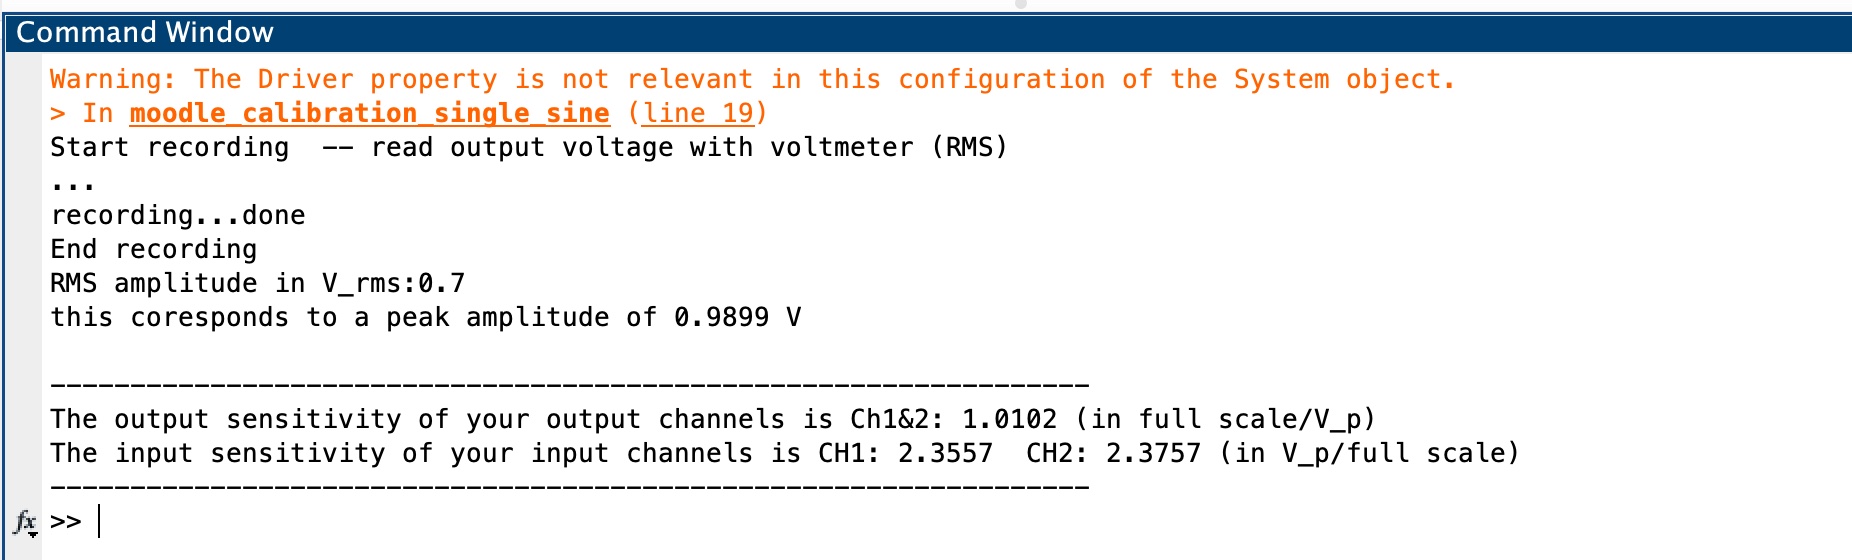 Command Window
Warning: The Driver property is not relevant in this configuration of the System object.
> In moodle_calibration_single_sine (line 19)
Start recording  -- read output voltage with voltmeter (RMS)
...
recording...done
End recording
RMS amplitude in V_rms:0.7
this coresponds to a peak amplitude of 0.9899 V
-----------------------------------------------------------------
The output sensitivity of your output channels is Ch1&2: 1.0102 (in full scale/V_p)
The input sensitivity of your input channels is CH1: 2.3557  CH2: 2.3757 (in V_p/full scale)
-----------------------------------------------------------------
fx >>